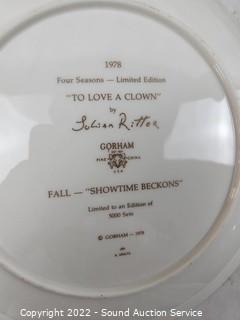 1978
Four Seasons — Limited Edition
"TO LOVE A CLOWN"
by
Julian Ritter
GORHAM
FINE CHINA
U.S.A.
FALL — "SHOWTIME BECKONS"
Limited to an Edition of
5000 Sets
© GORHAM — 1978
Copyright 2022 - Sound Auction Service